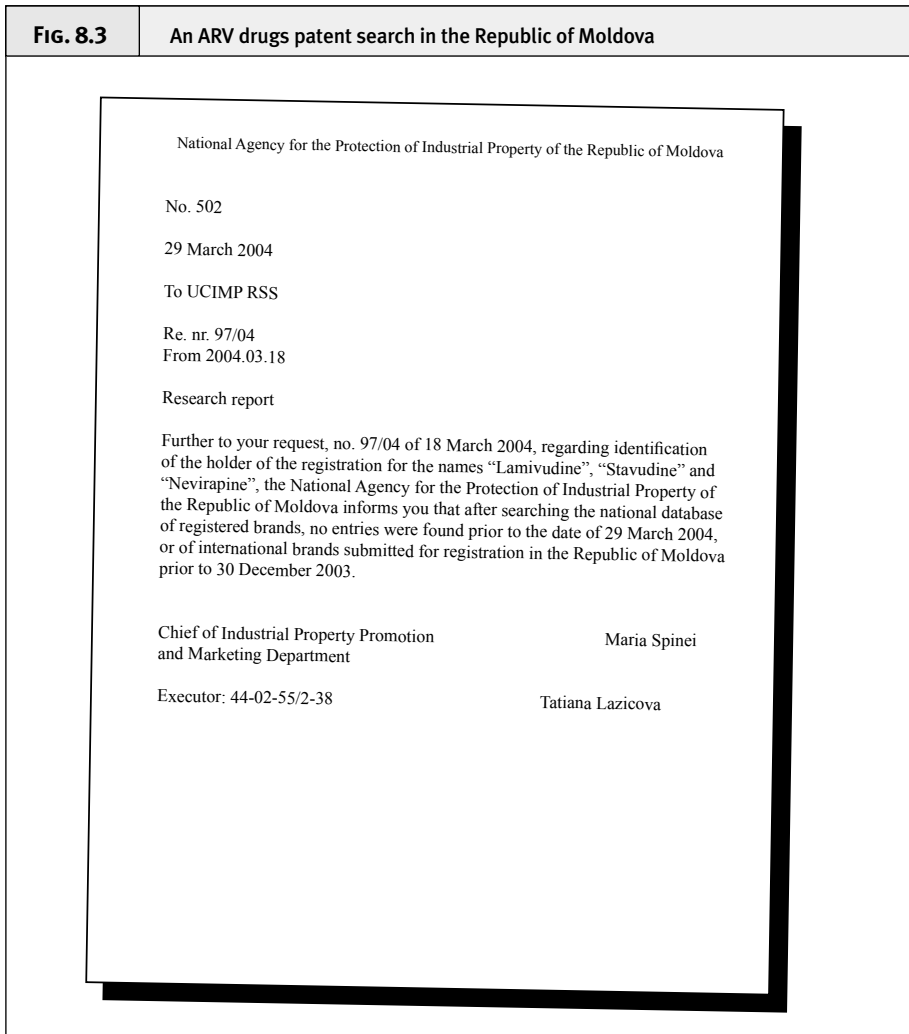 FIG. 8.3 An ARV drugs patent search in the Republic of Moldova
National Agency for the Protection of Industrial Property of the Republic of Moldova
No. 502
29 March 2004
To UCIMP RSS
Re. nr. 97/04
From 2004.03.18
Research report
Further to your request, no. 97/04 of 18 March 2004, regarding identification
of the holder of the registration for the names “Lamivudine”, “Stavudine” and
“Nevirapine”, the National Agency for the Protection of Industrial Property of
the Republic of Moldova informs you that after searching the national database
of registered brands, no entries were found prior to the date of 29 March 2004,
or of international brands submitted for registration in the Republic of Moldova
prior to 30 December 2003.
Chief of Industrial Property Promotion Maria Spinei
and Marketing Department
Executor: 44-02-55/2-38 Tatiana Lazicova